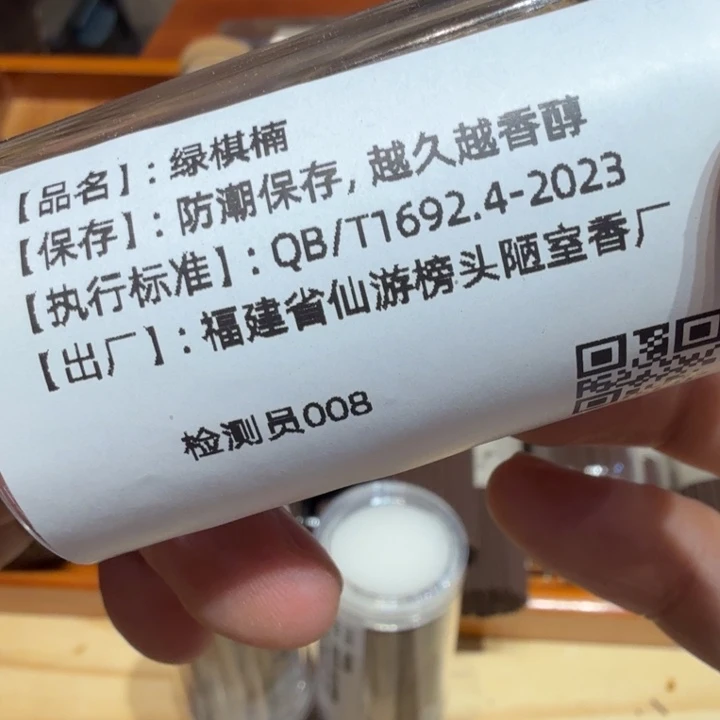 【品名】:绿棋楠
【保存】:防潮保存,越久越香醇
【执行标准】:QB/T1692.4-2023
【出厂】:福建省仙游榜头陋室香厂
检测员008